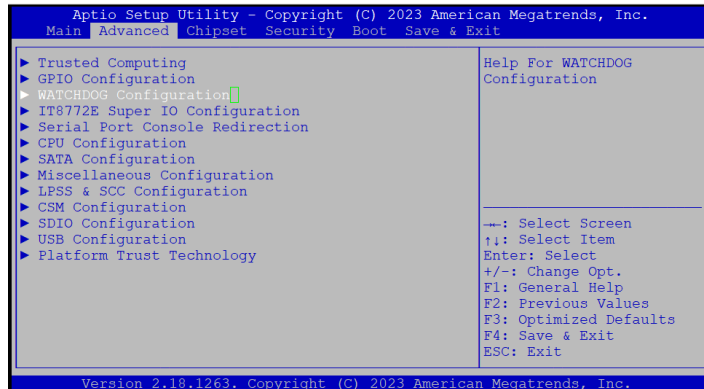 Aptio Setup Utility – Copyright (C) 2023 American Megatrends, Inc.
Main Advanced Chipset Security Boot Save & Exit
► Trusted Computing
► GPIO Configuration
► WATCHDOG Configuration
► IT8772E Super IO Configuration
► Serial Port Console Redirection
► CPU Configuration
► SATA Configuration
► Miscellaneous Configuration
► LPSS & SCC Configuration
► CSM Configuration
► SDIO Configuration
► USB Configuration
► Platform Trust Technology
Help For WATCHDOG
Configuration
→←: Select Screen
↑↓: Select Item
Enter: Select
+/-: Change Opt.
F1: General Help
F2: Previous Values
F3: Optimized Defaults
F4: Save & Exit
ESC: Exit
Version 2.18.1263. Copyright (C) 2023 American Megatrends, Inc.